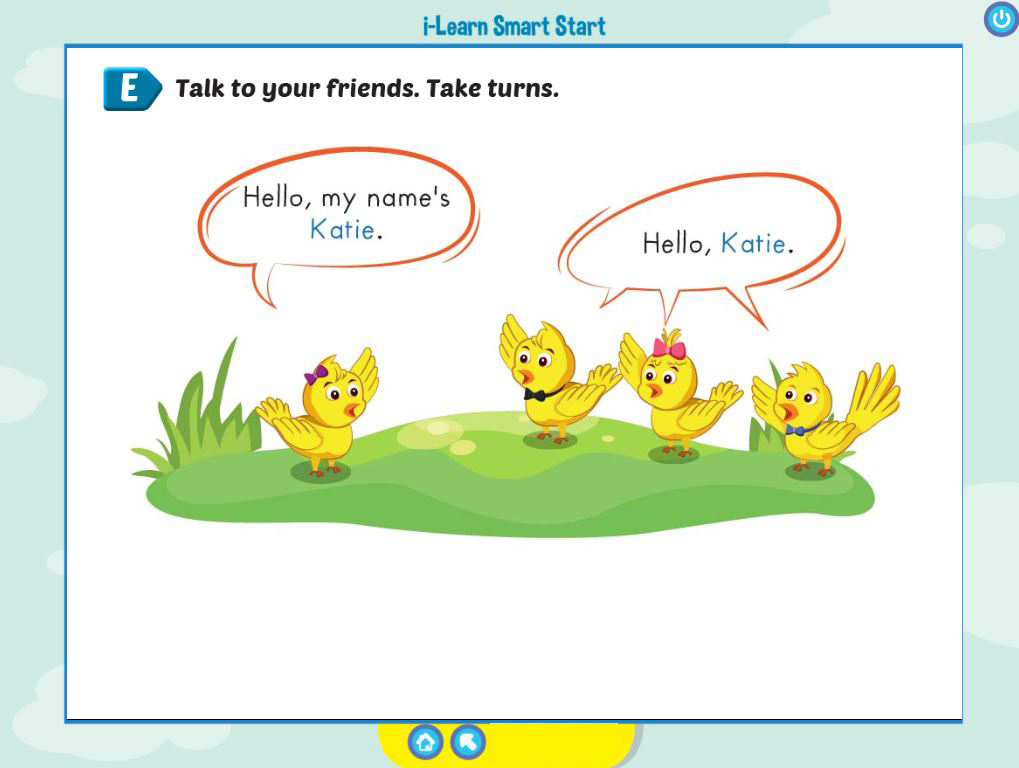 i-Learn Smart Start
E Talk to your friends. Take turns.
Hello, my name's
Katie.
Hello, Katie.